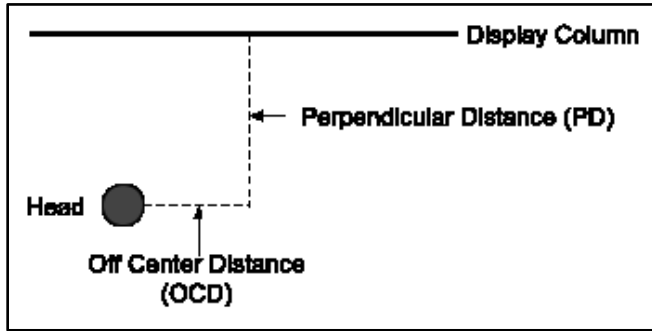 Display Column
Perpendicular Distance (PD)
Head
Off Center Distance
(OCD)